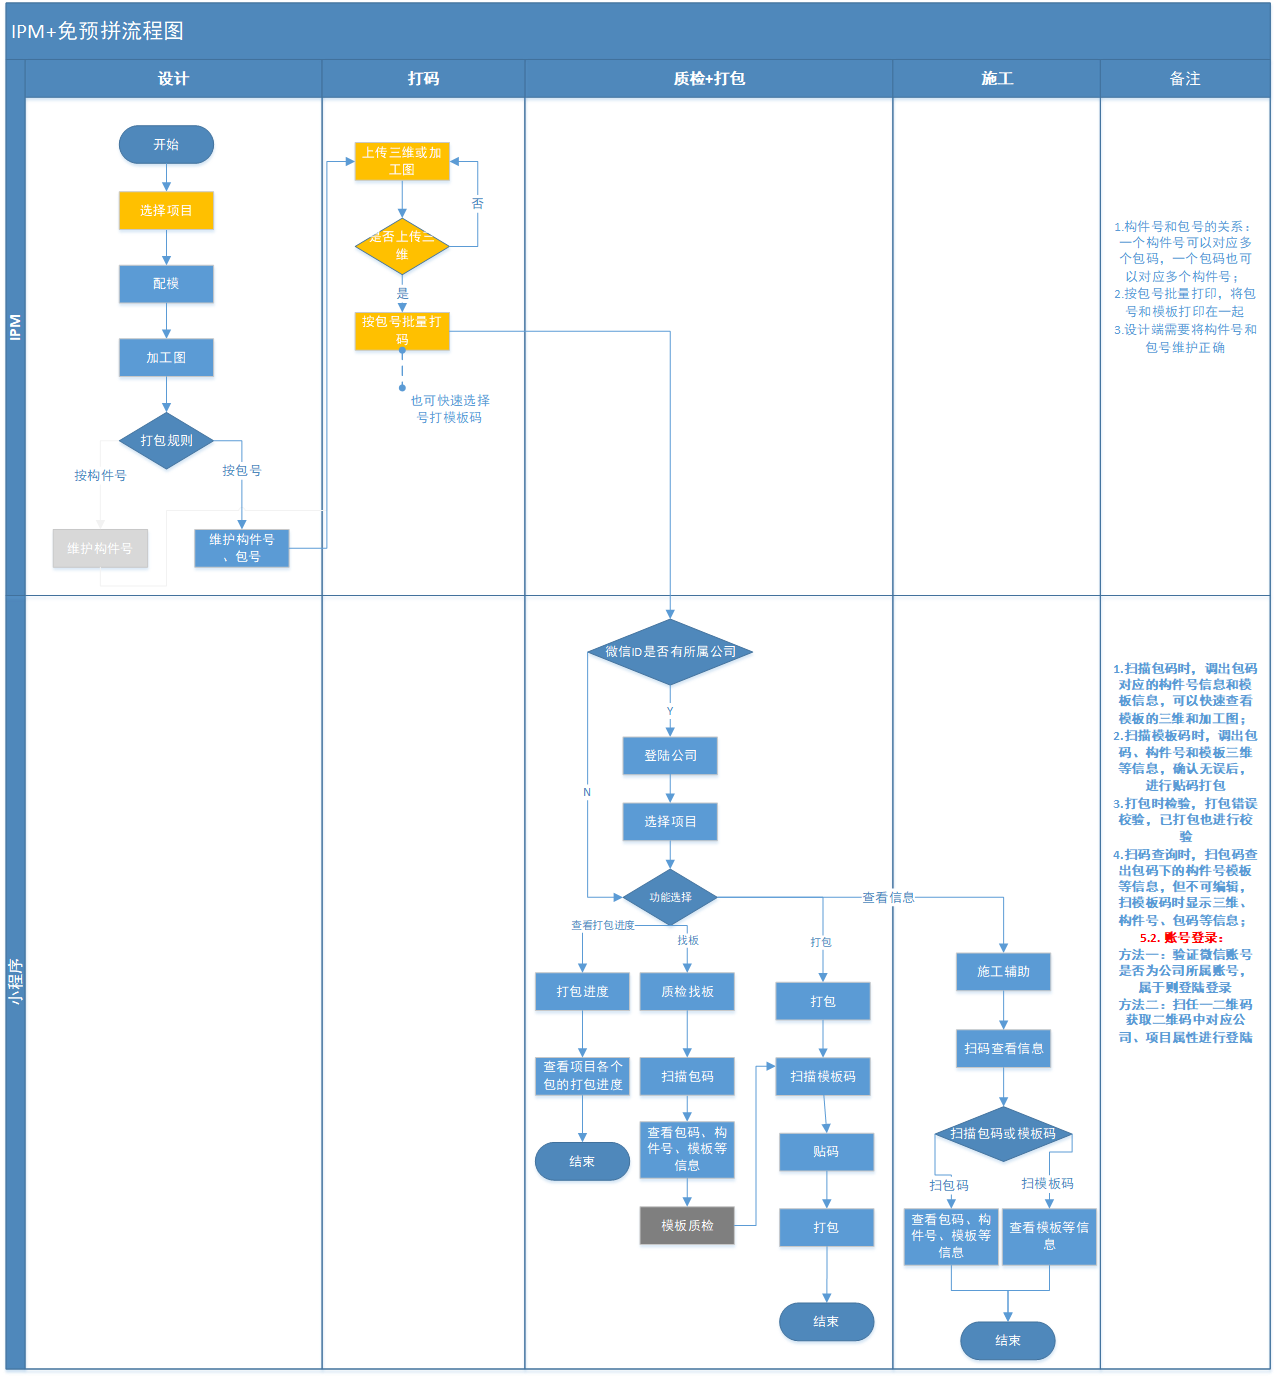 IPM+免预拼流程图
设计
打码
质检+打包
施工
备注
IPM
开始
选择项目
配模
加工图
打包规则
按构件号
按包号
维护构件号
维护构件号
、包号
上传三维或加
工图
否
是否上传三
维
是
按包号批量打
码
也可快速选择
号打模板码
1.构件号和包号的关系：
一个构件号可以对应多
个包码，一个包码也可
以对应多个构件号；
2.按包号批量打印，将包
号和模板打印在一起
3.设计端需要将构件号和
包号维护正确
小程序
微信ID是否有所属公司
Y
N
登陆公司
选择项目
功能选择
查看信息
查看打包进度
找板
打包
打包进度
质检找板
打包
查看项目各个
包的打包进度
扫描包码
扫描模板码
结束
查看包码、构
件号、模板等
信息
贴码
模板质检
打包
结束
施工辅助
扫码查看信息
扫描包码或模板码
扫包码
扫模板码
查看包码、构
件号、模板等
信息
查看模板等信
息
结束
1.扫描包码时，调出包码
对应的构件号信息和模
板信息，可以快速查看
模板的三维和加工图；
2.扫描模板码时，调出包
码、构件号和模板三维
等信息，确认无误后，
进行贴码打包
3.打包时检验，打包错误
校验，已打包也进行校
验
4.扫码查询时，扫包码查
出包码下的构件号模板
等信息，但不可编辑，
扫模板码时显示三维、
构件号、包码等信息；
5.2. 账号登录：
方法一：验证微信账号
是否为公司所属账号，
属于则登陆登录
方法二：扫任一二维码
获取二维码中对应公
司、项目属性进行登陆